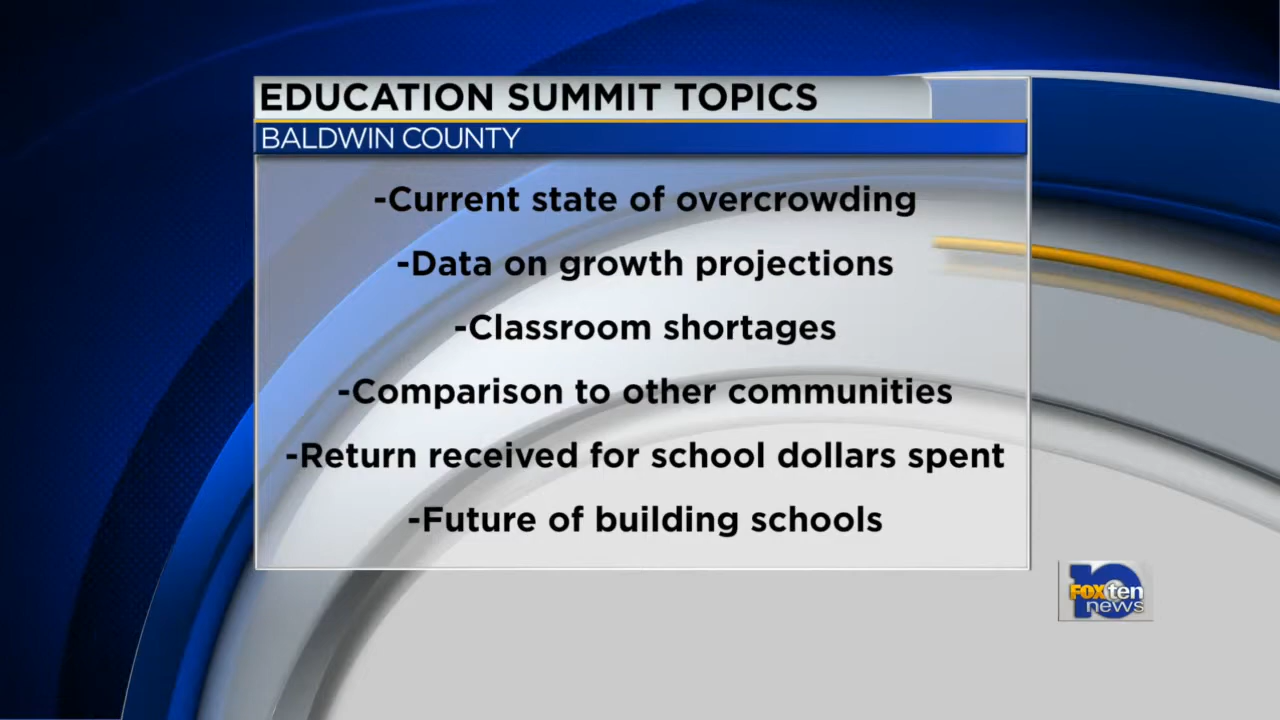 EDUCATION SUMMIT TOPICS
BALDWIN COUNTY
-Current state of overcrowding
-Data on growth projections
-Classroom shortages
-Comparison to other communities
-Return received for school dollars spent
-Future of building schools
10
FOX ten
news